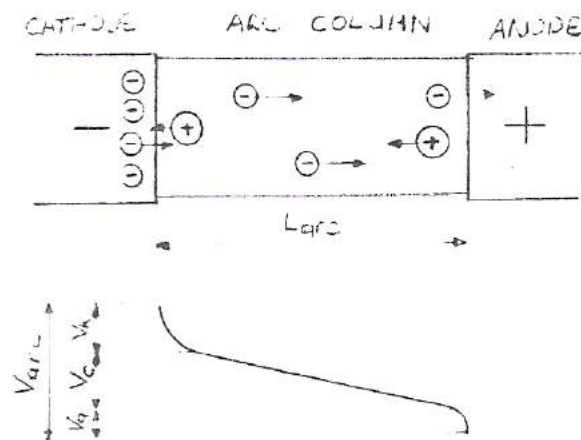 CATHODE ARC COLUMN ANODE
− − − − − − − + + − +
Larc
Varc Vk Vc Va